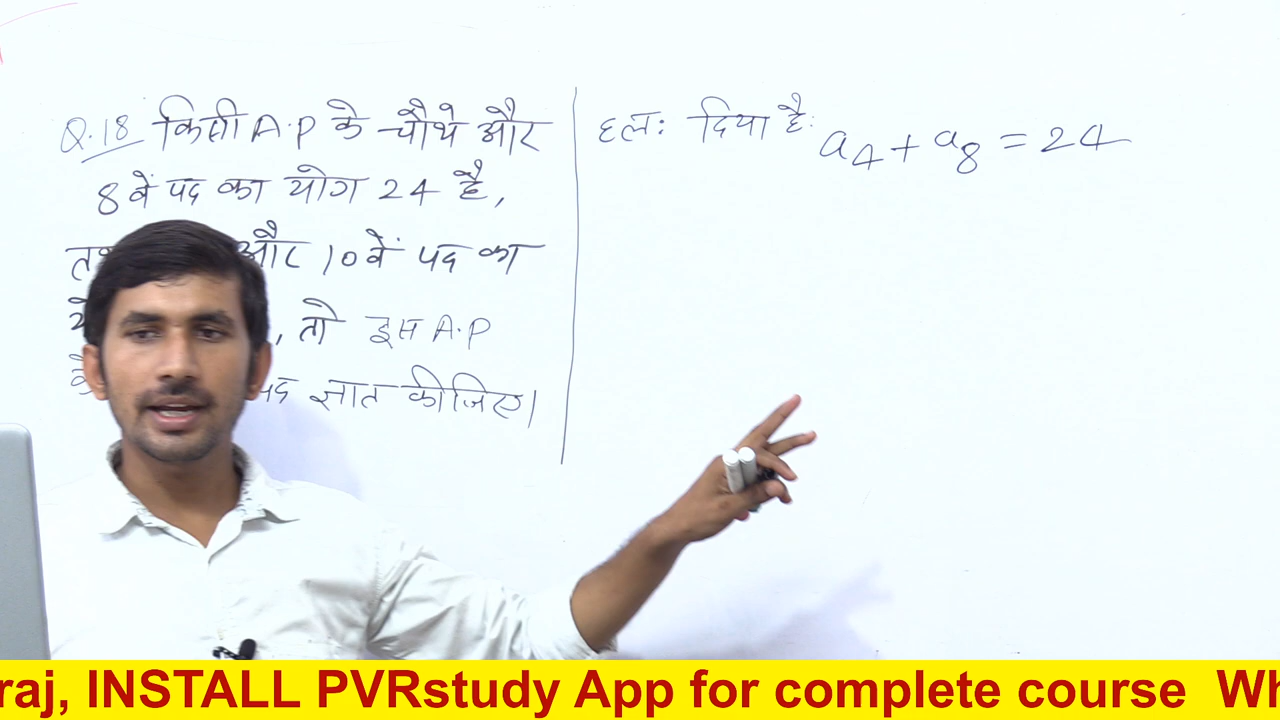 Q.18 किसी A.P के चौथे और
8 वें पद का योग 24 है,
और 10 वें पद का
, तो इस A.P
पद ज्ञात कीजिए।
हल: दिया है:
a₄ + a₈ = 24
raj, INSTALL PVRstudy App for complete course Wh